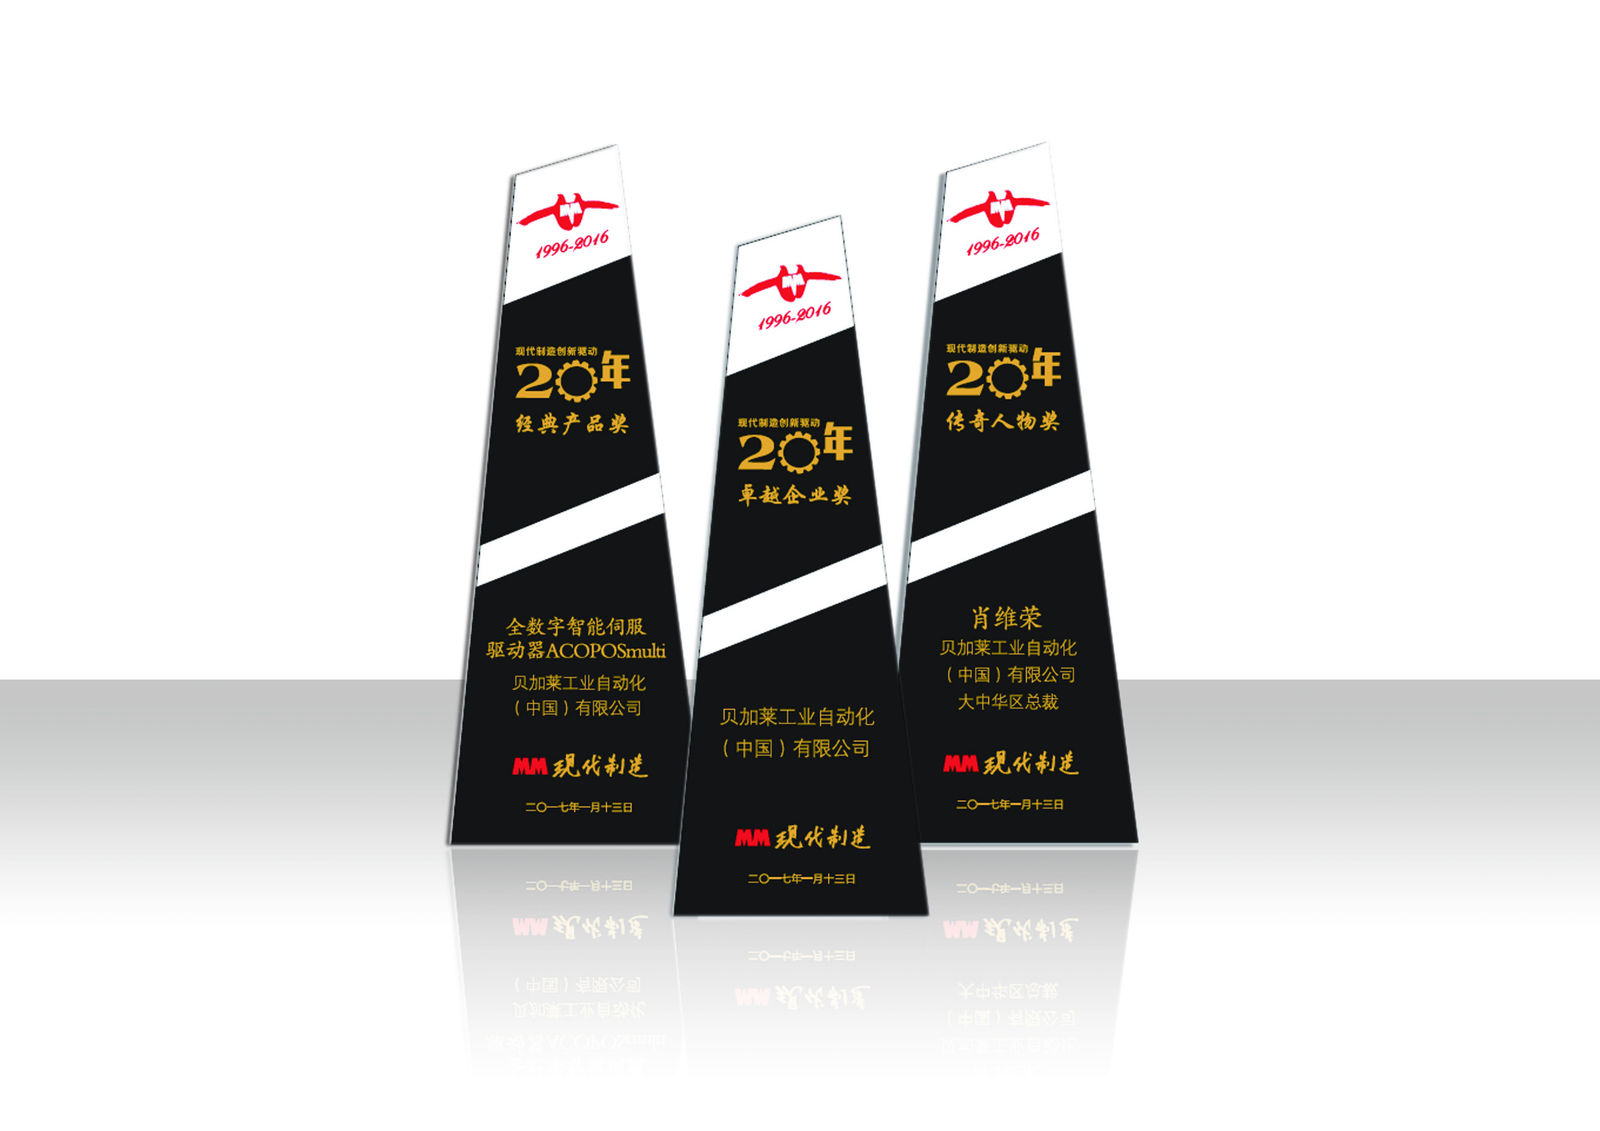 1996-2016
现代制造创新驱动
20年
经典产品奖
全数字智能伺服
驱动器ACOPOSmulti
贝加莱工业自动化
（中国）有限公司
MM现代制造
二〇一七年一月十三日
1996-2016
现代制造创新驱动
20年
卓越企业奖
贝加莱工业自动化
（中国）有限公司
MM现代制造
二〇一七年一月十三日
1996-2016
现代制造创新驱动
20年
传奇人物奖
肖维荣
贝加莱工业自动化
（中国）有限公司
大中华区总裁
MM现代制造
二〇一七年一月十三日